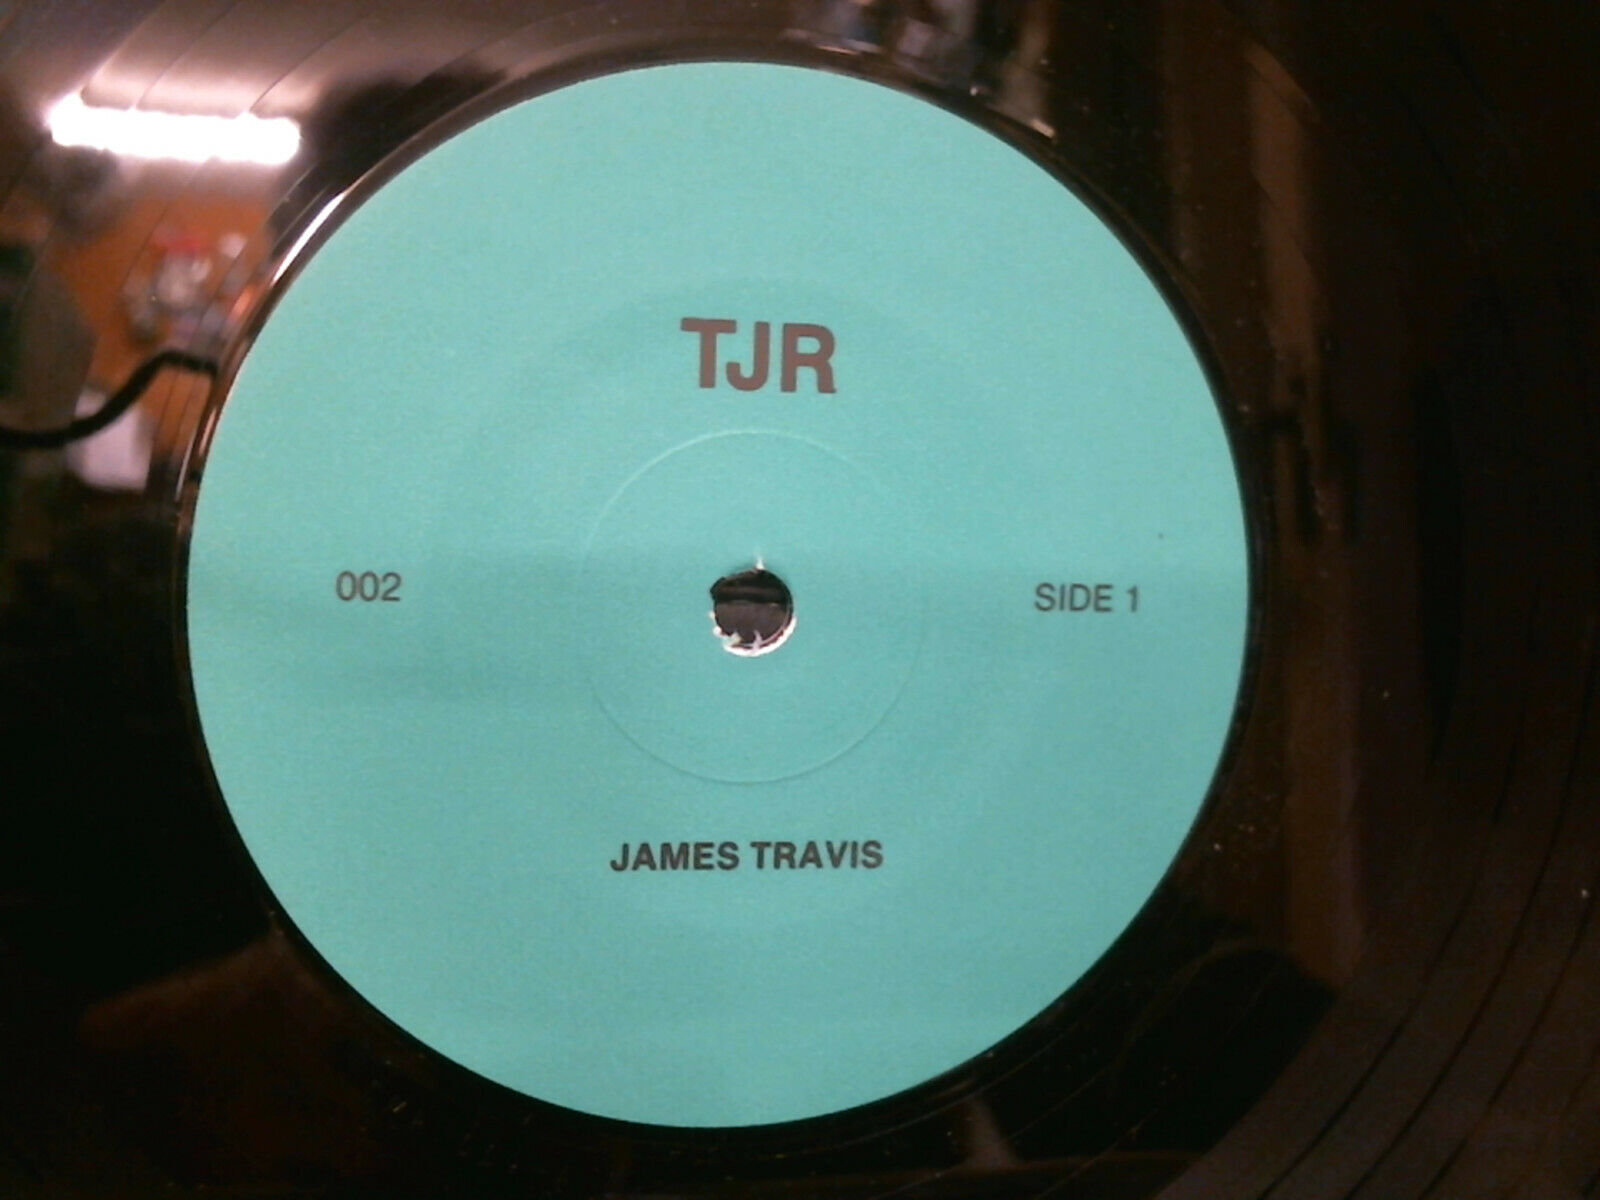 TJR
002
SIDE 1
JAMES TRAVIS